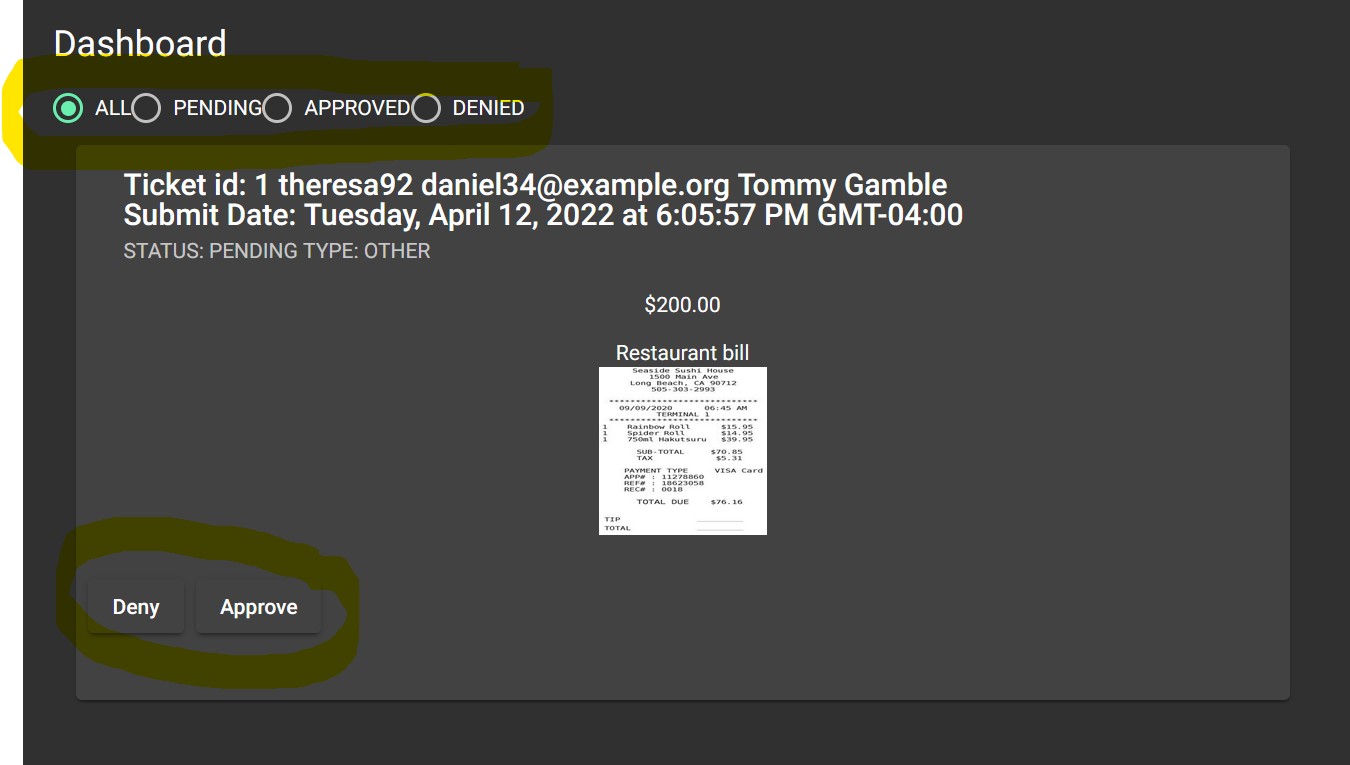 Dashboard
ALL PENDING APPROVED DENIED
Ticket id: 1 theresa92 daniel34@example.org Tommy Gamble
Submit Date: Tuesday, April 12, 2022 at 6:05:57 PM GMT-04:00
STATUS: PENDING TYPE: OTHER
$200.00
Restaurant bill
Seaside Sushi House
1500 Main Ave
Long Beach, CA 90712
505-303-2993
****************************
09/09/2020 06:45 AM
TERMINAL 1
****************************
1 Rainbow Roll $15.95
1 Spider Roll $14.95
1 750ml Hakutsuru $39.95
SUB-TOTAL $70.85
TAX $5.31
PAYMENT TYPE VISA Card
APP# : 11278860
REF# : 18623058
REC# : 0018
TOTAL DUE $76.16
TIP
TOTAL
Deny Approve